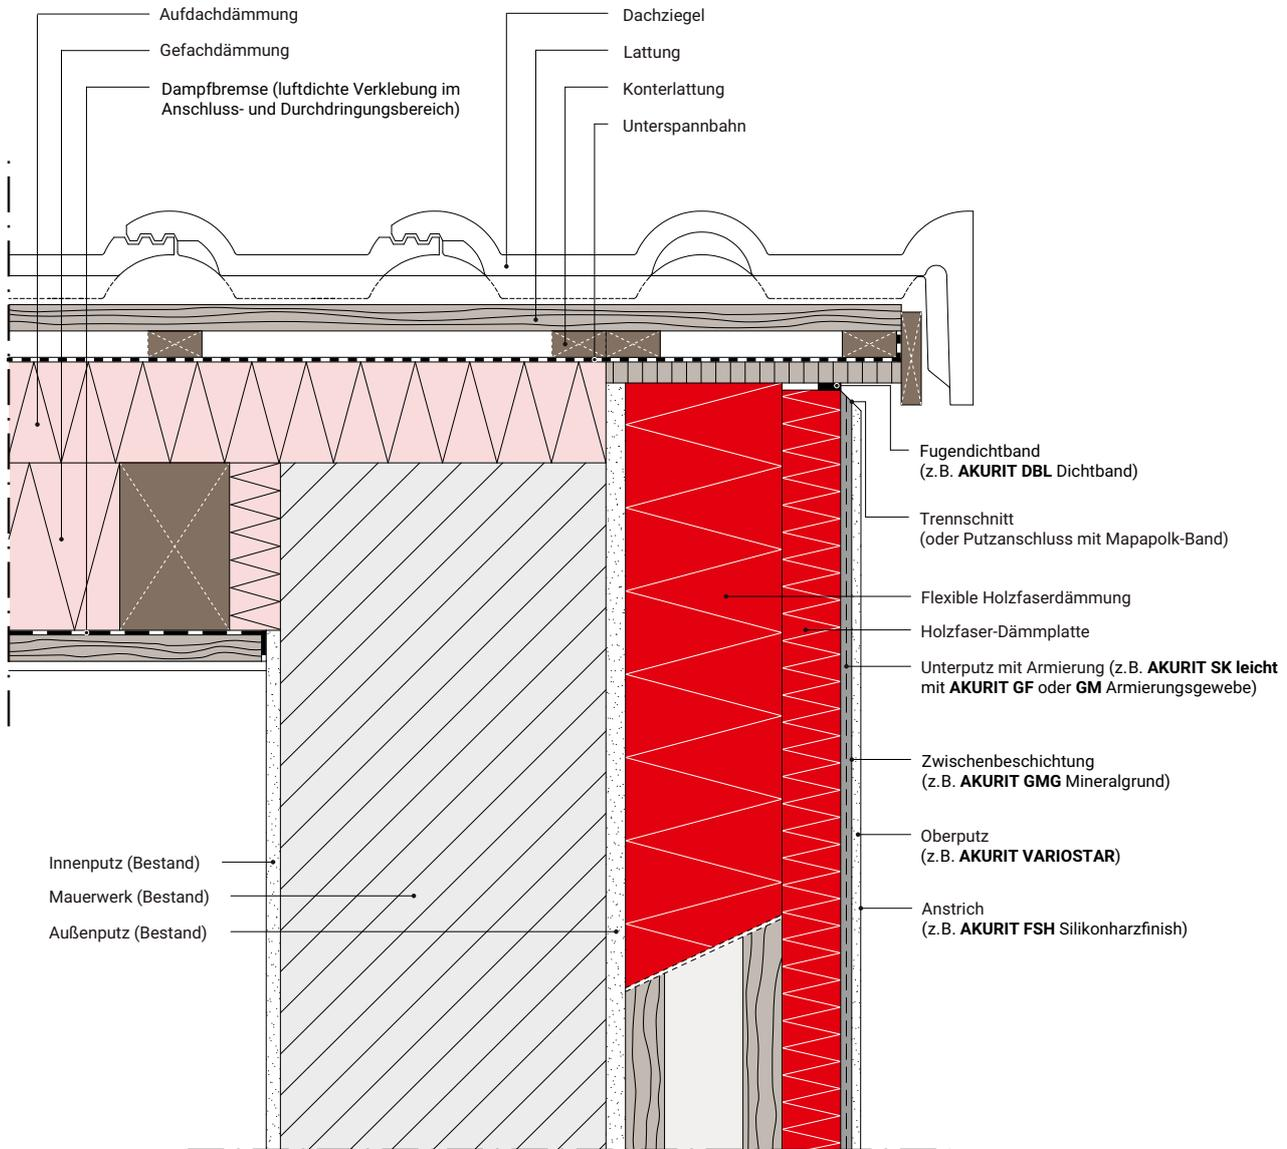 Aufdachdämmung
Gefachdämmung
Dampfbremse (luftdichte Verklebung im
Anschluss- und Durchdringungsbereich)
Dachziegel
Lattung
Konterlattung
Unterspannbahn
Fugendichtband
(z.B. AKURIT DBL Dichtband)
Trennschnitt
(oder Putzanschluss mit Mapapolk-Band)
Flexible Holzfaserdämmung
Holzfaser-Dämmplatte
Unterputz mit Armierung (z.B. AKURIT SK leicht
mit AKURIT GF oder GM Armierungsgewebe)
Zwischenbeschichtung
(z.B. AKURIT GMG Mineralgrund)
Oberputz
(z.B. AKURIT VARIOSTAR)
Anstrich
(z.B. AKURIT FSH Silikonharzfinish)
Innenputz (Bestand)
Mauerwerk (Bestand)
Außenputz (Bestand)